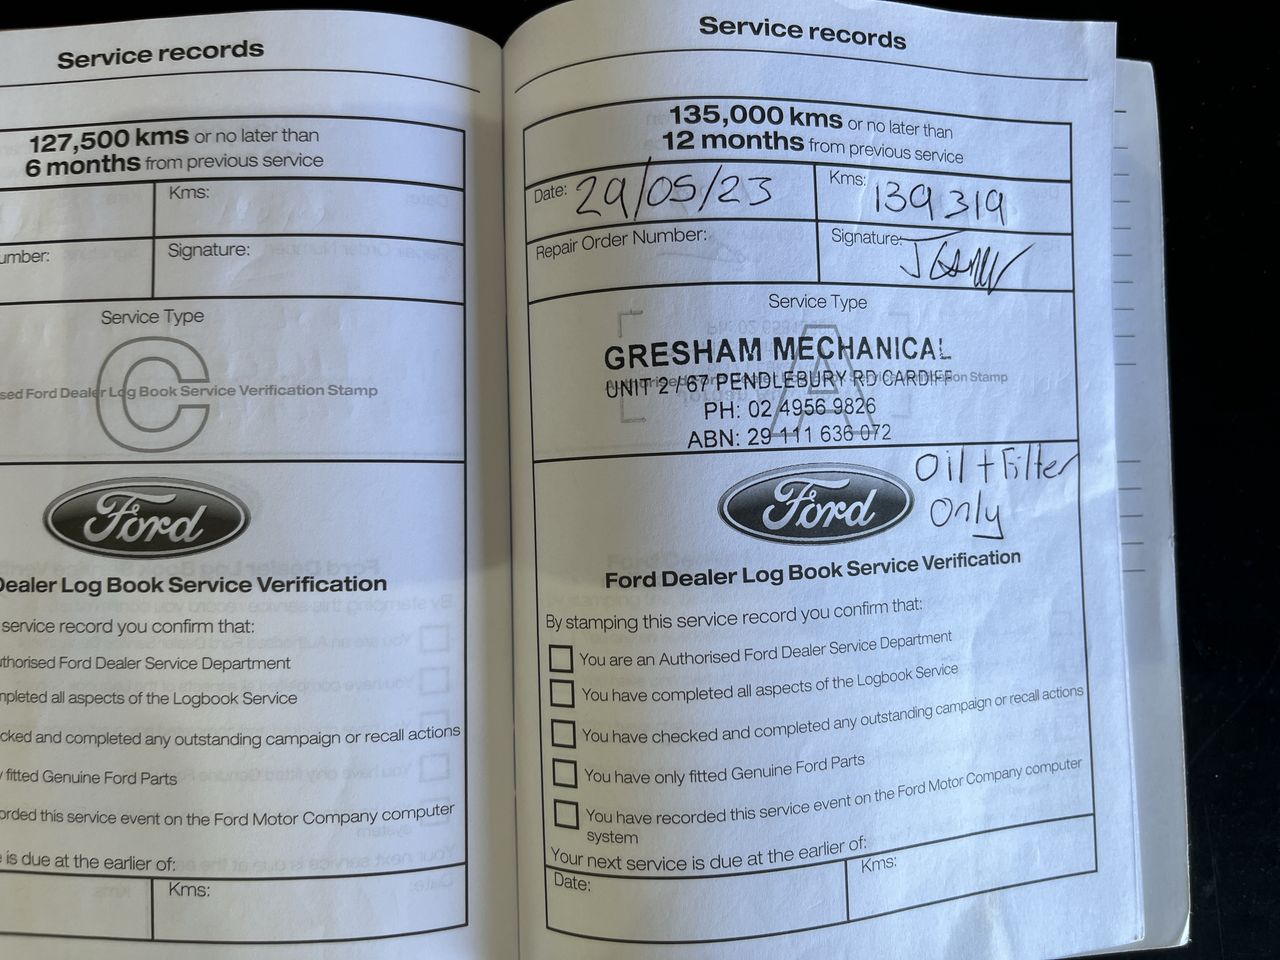 Service records
127,500 kms or no later than
6 months from previous service
Kms:
umber:
Signature:
Service Type
C
sed Ford Dealer Log Book Service Verification Stamp
Ford
Dealer Log Book Service Verification
service record you confirm that:
uthorised Ford Dealer Service Department
mpleted all aspects of the Logbook Service
cked and completed any outstanding campaign or recall actions
y fitted Genuine Ford Parts
orded this service event on the Ford Motor Company computer
e is due at the earlier of:
Kms:
Service records
135,000 kms or no later than
12 months from previous service
Date: 29/05/23
Kms: 139319
Repair Order Number:
Signature:
Service Type
A
GRESHAM MECHANICAL
UNIT 2 / 67 PENDLEBURY RD CARDIFF
PH: 02 4956 9826
ABN: 29 111 636 072
Oil + Filter
Only
Ford
Ford Dealer Log Book Service Verification
By stamping this service record you confirm that:
You are an Authorised Ford Dealer Service Department
You have completed all aspects of the Logbook Service
You have checked and completed any outstanding campaign or recall actions
You have only fitted Genuine Ford Parts
You have recorded this service event on the Ford Motor Company computer
system
Your next service is due at the earlier of:
Date:
Kms: